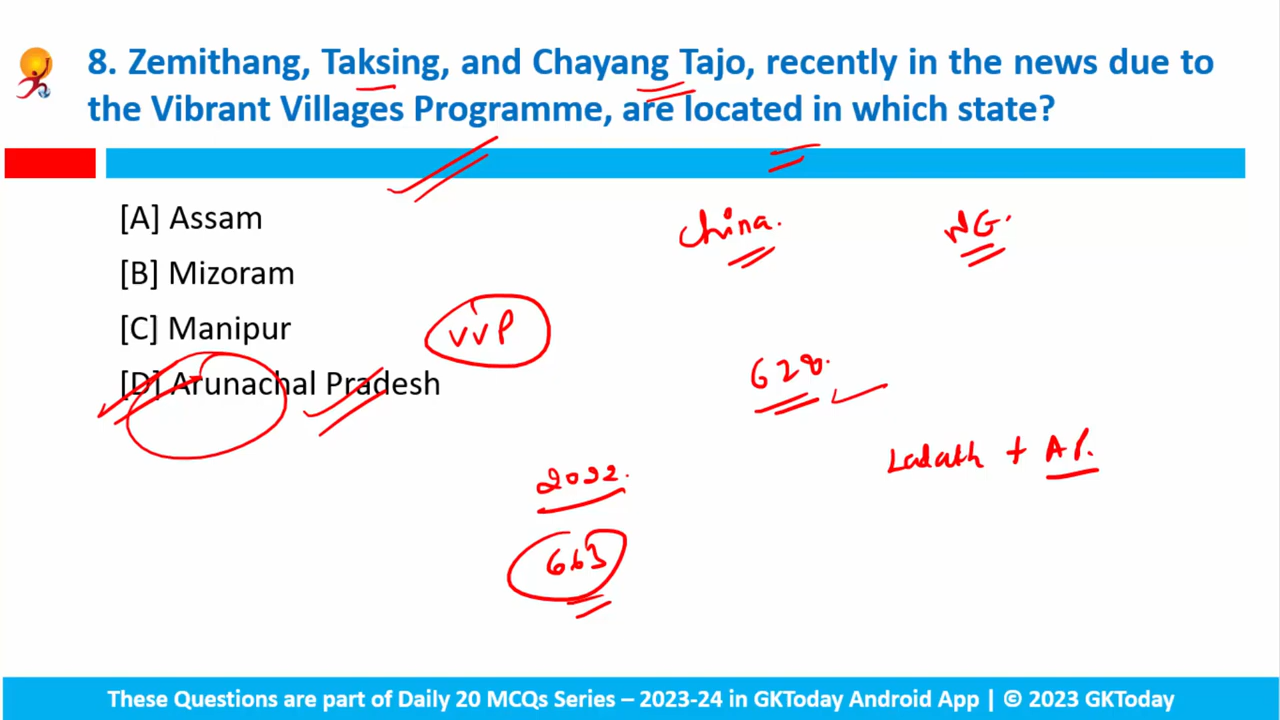 8. Zemithang, Taksing, and Chayang Tajo, recently in the news due to
the Vibrant Villages Programme, are located in which state?
[A] Assam
[B] Mizoram
[C] Manipur
[D] Arunachal Pradesh
China.
NG.
VVP
628.
Ladakh + AP.
2022.
663
These Questions are part of Daily 20 MCQs Series – 2023-24 in GKToday Android App | © 2023 GKToday